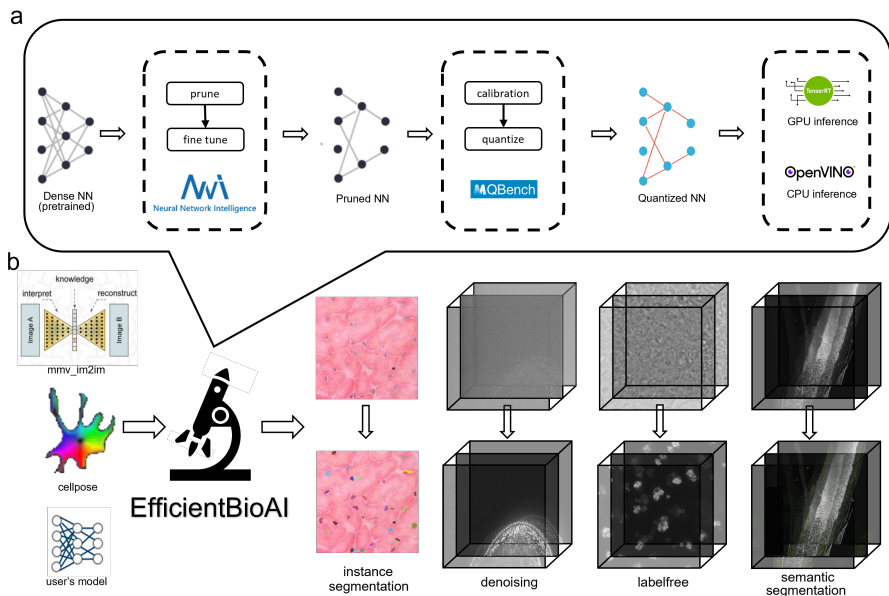 a
prune
fine tune
Neural Network Intelligence
Dense NN
(pretrained)
Pruned NN
calibration
quantize
MQBench
Quantized NN
TensorRT
GPU inference
OpenVINO
CPU inference
b
knowledge
interpret
reconstruct
Image A
Image B
mmv_im2im
cellpose
user's model
EfficientBioAI
instance
segmentation
denoising
labelfree
semantic
segmentation